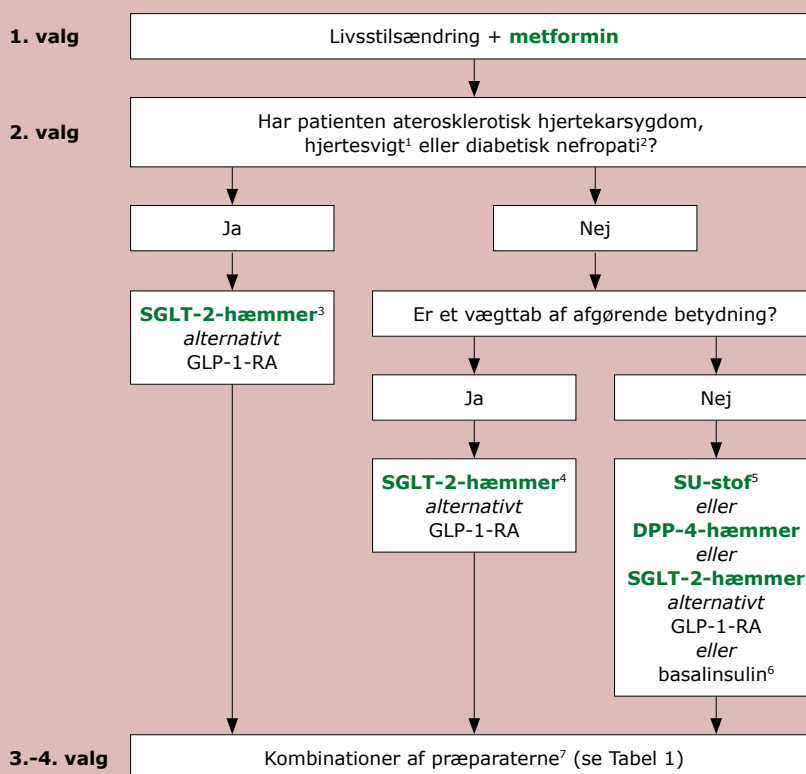 1. valg
Livsstilsændring + metformin
2. valg
Har patienten aterosklerotisk hjertekarsygdom,
hjertesvigt¹ eller diabetisk nefropati²?
Ja
Nej
SGLT-2-hæmmer³
alternativt
GLP-1-RA
Er et vægttab af afgørende betydning?
Ja
Nej
SGLT-2-hæmmer⁴
alternativt
GLP-1-RA
SU-stof⁵
eller
DPP-4-hæmmer
eller
SGLT-2-hæmmer
alternativt
GLP-1-RA
eller
basalinsulin⁶
3.-4. valg
Kombinationer af præparaterne⁷ (se Tabel 1)